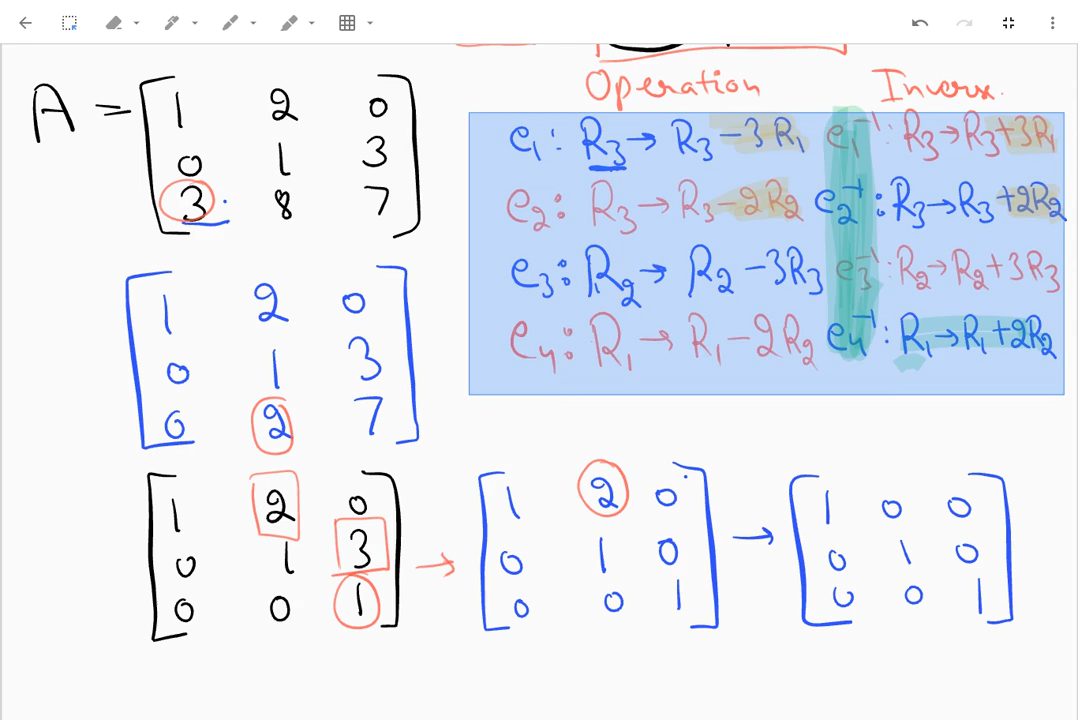 Operation Inverse.
A = [1 2 0
0 1 3
3 8 7]
e₁: R₃ → R₃ - 3R₁ e₁⁻¹: R₃ → R₃ + 3R₁
e₂: R₃ → R₃ - 2R₂ e₂⁻¹: R₃ → R₃ + 2R₂
e₃: R₂ → R₂ - 3R₃ e₃⁻¹: R₂ → R₂ + 3R₃
e₄: R₁ → R₁ - 2R₂ e₄⁻¹: R₁ → R₁ + 2R₂
[1 2 0
0 1 3
0 2 7]
[1 2 0
0 1 3
0 0 1]
→ [1 2 0
0 1 0
0 0 1]
→ [1 0 0
0 1 0
0 0 1]